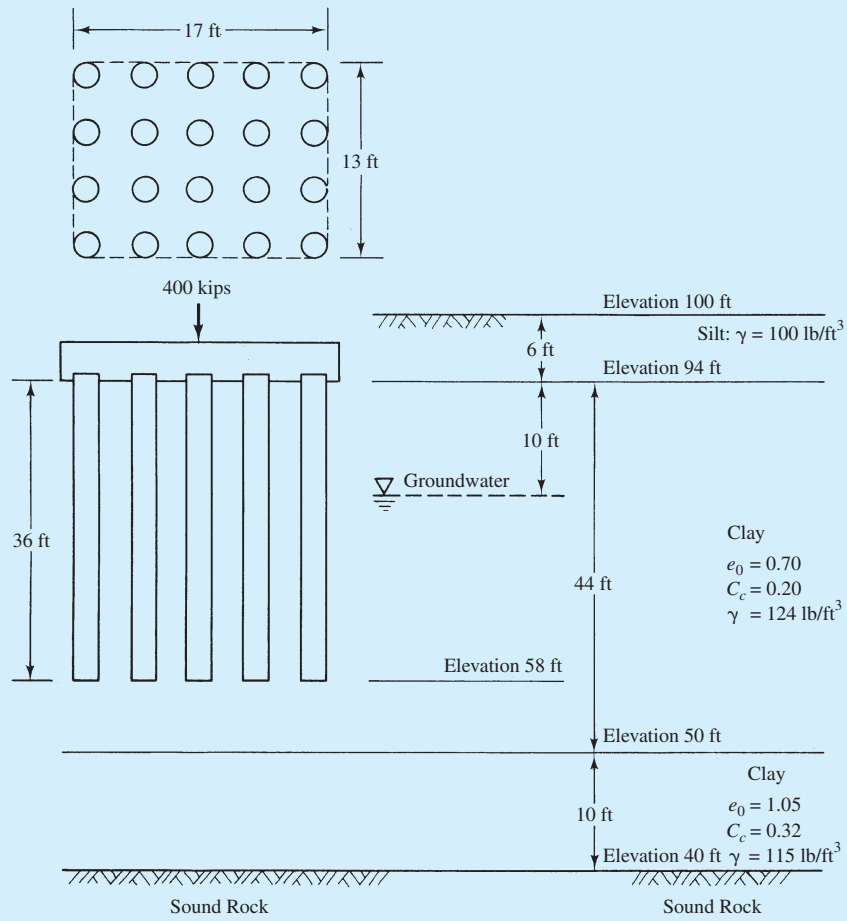 17 ft
13 ft
400 kips
Elevation 100 ft
Silt: γ = 100 lb/ft³
6 ft
Elevation 94 ft
10 ft
Groundwater
36 ft
Clay
e₀ = 0.70
C_c = 0.20
γ = 124 lb/ft³
44 ft
Elevation 58 ft
Elevation 50 ft
Clay
e₀ = 1.05
C_c = 0.32
10 ft
Elevation 40 ft γ = 115 lb/ft³
Sound Rock
Sound Rock